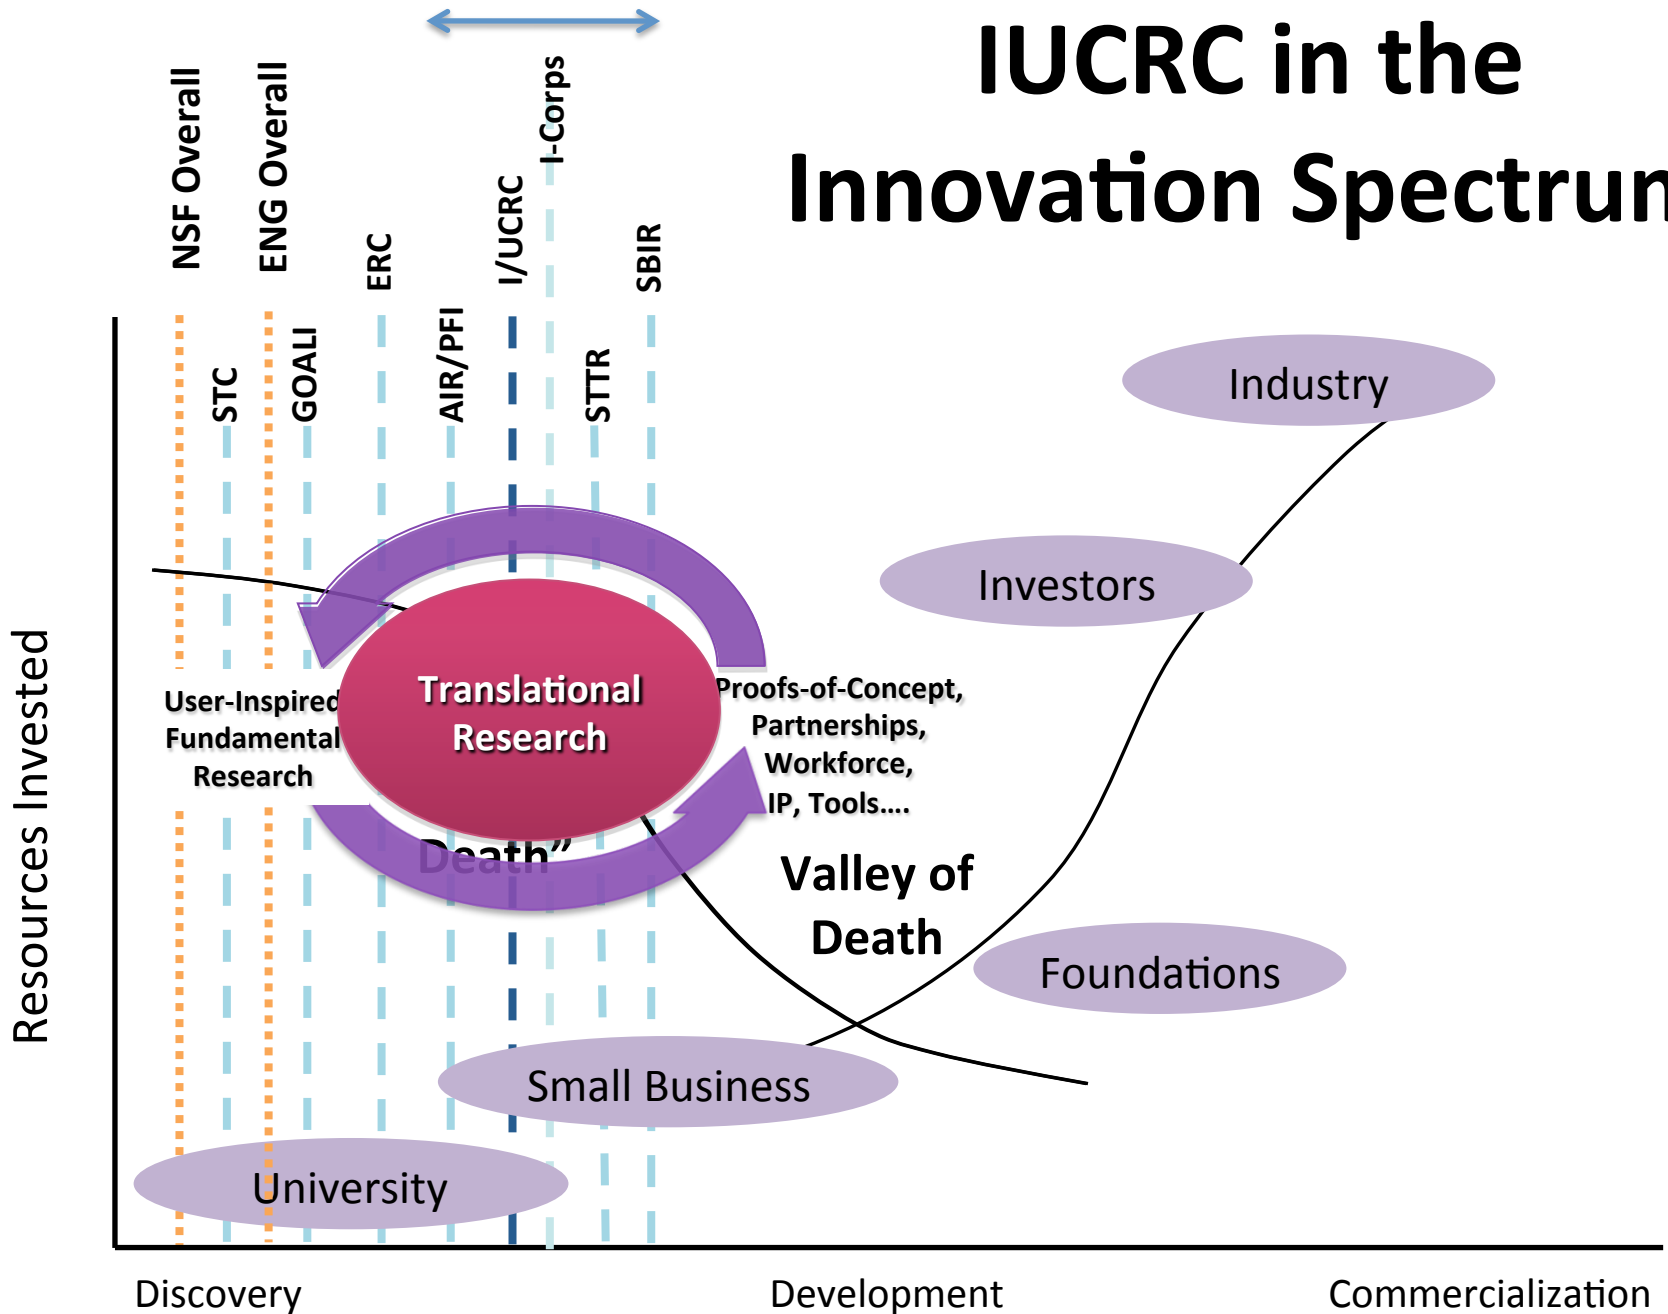 IUCRC in the
Innovation Spectrum
NSF Overall
STC
ENG Overall
GOALI
ERC
AIR/PFI
I/UCRC
I-Corps
STTR
SBIR
Industry
Investors
Resources Invested
User-Inspired
Fundamental
Research
Translational
Research
Proofs-of-Concept,
Partnerships,
Workforce,
IP, Tools....
Death”
Valley of
Death
Foundations
Small Business
University
Discovery
Development
Commercialization